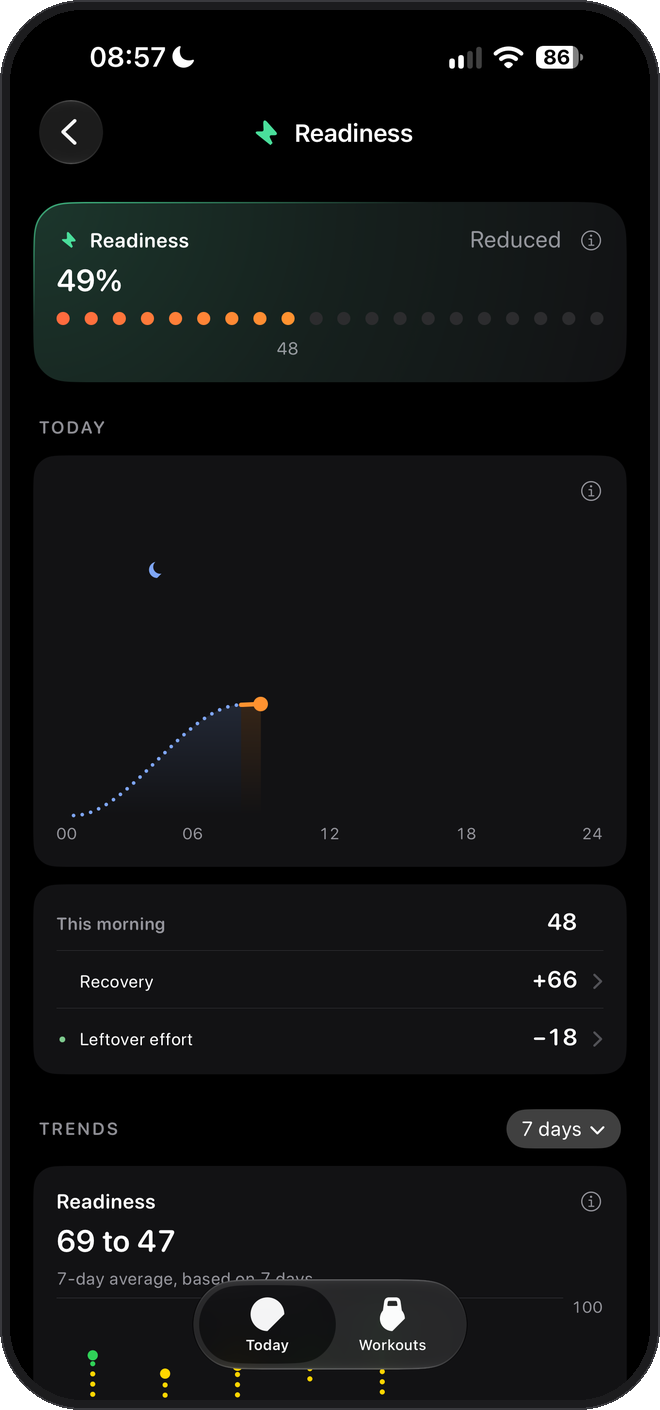 08:57
86
Readiness
Readiness
Reduced
49%
48
TODAY
00 06 12 18 24
This morning 48
Recovery +66
Leftover effort −18
TRENDS
7 days
Readiness
69 to 47
7-day average, based on 7 days
100
Today
Workouts